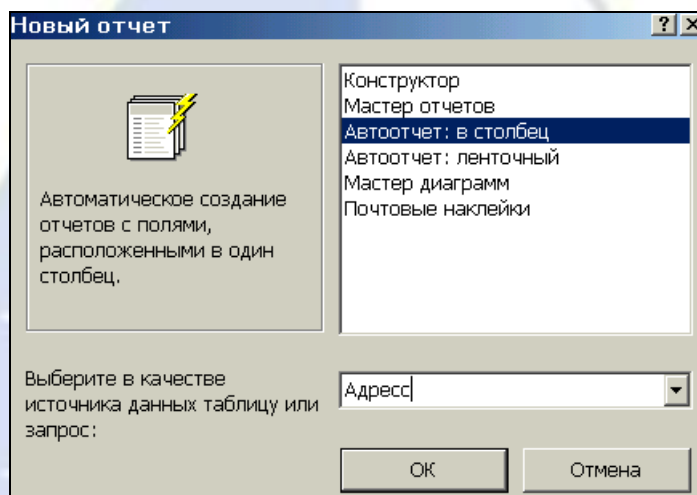 Новый отчет
Конструктор
Мастер отчетов
Автоотчет: в столбец
Автоотчет: ленточный
Мастер диаграмм
Почтовые наклейки
Автоматическое создание
отчетов с полями,
расположенными в один
столбец.
Выберите в качестве
источника данных таблицу или
запрос:
Адресс
ОК
Отмена